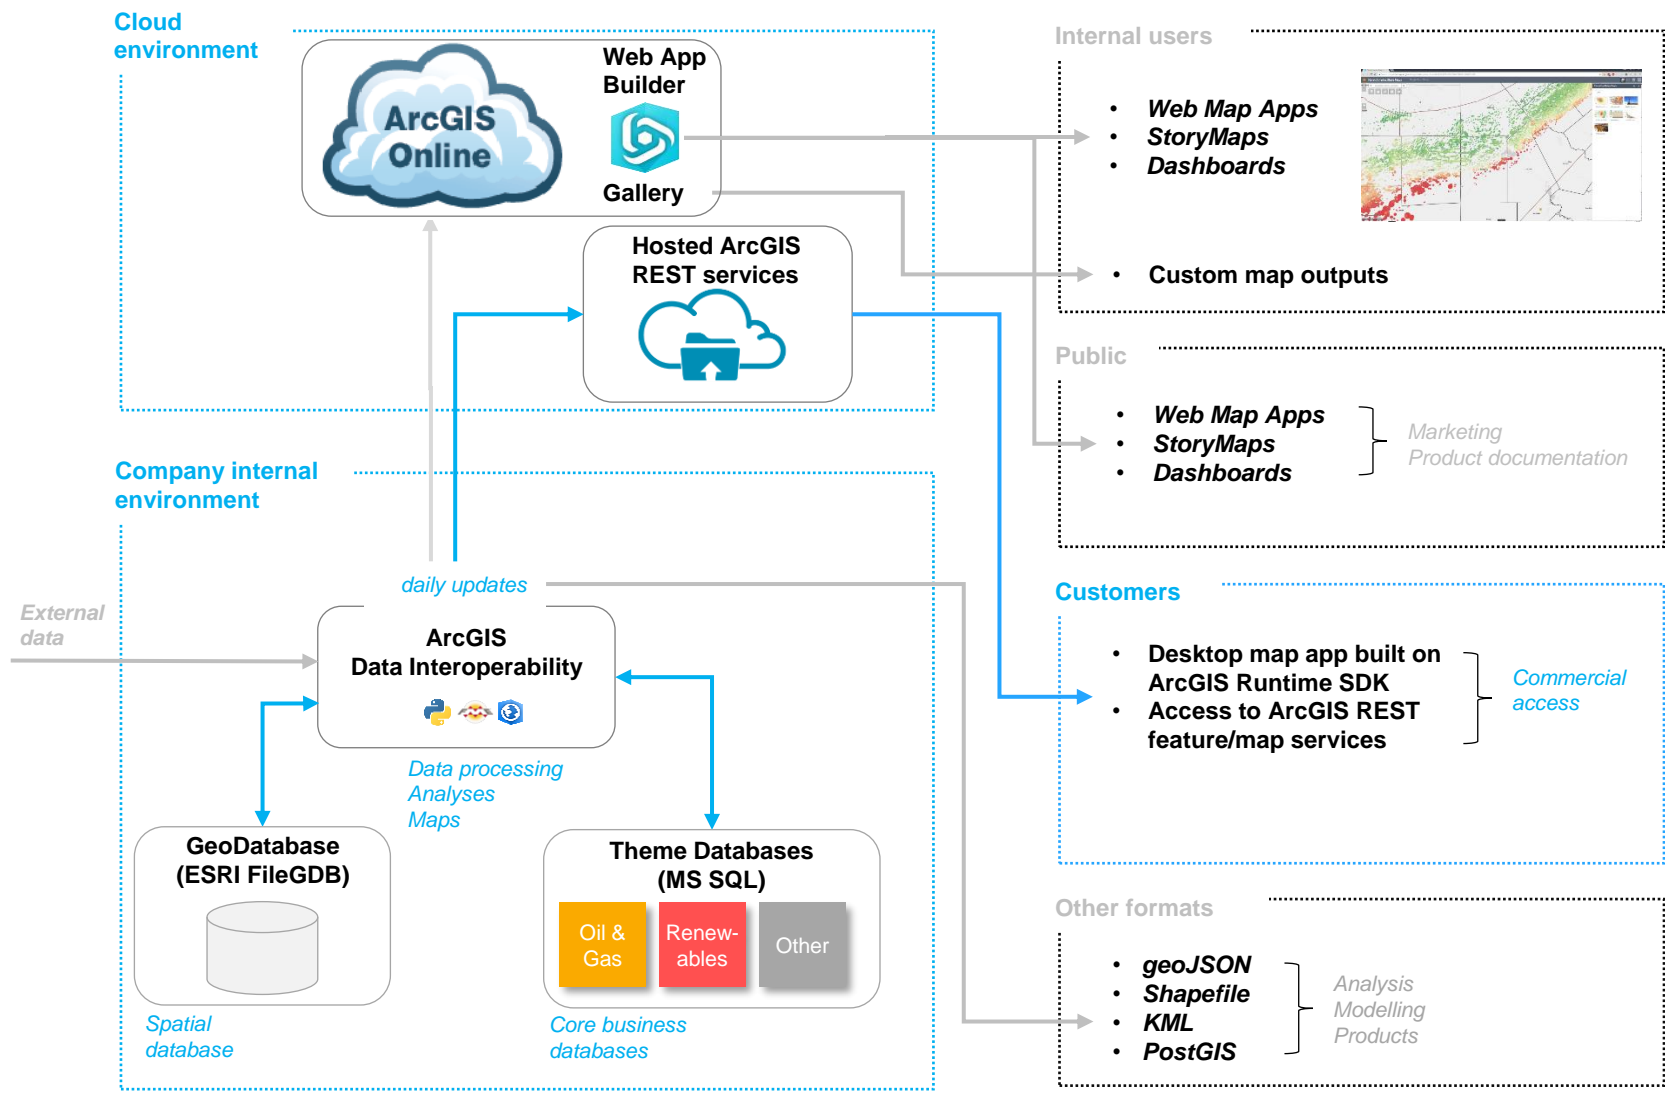 Cloud
environment
ArcGIS
Online
Web App
Builder
Gallery
Hosted ArcGIS
REST services
Company internal
environment
daily updates
External
data
ArcGIS
Data Interoperability
Data processing
Analyses
Maps
GeoDatabase
(ESRI FileGDB)
Spatial
database
Theme Databases
(MS SQL)
Oil &
Gas
Renew-
ables
Other
Core business
databases
Internal users
• Web Map Apps
• StoryMaps
• Dashboards
• Custom map outputs
Public
• Web Map Apps
• StoryMaps
• Dashboards
Marketing
Product documentation
Customers
• Desktop map app built on
ArcGIS Runtime SDK
• Access to ArcGIS REST
feature/map services
Commercial
access
Other formats
• geoJSON
• Shapefile
• KML
• PostGIS
Analysis
Modelling
Products